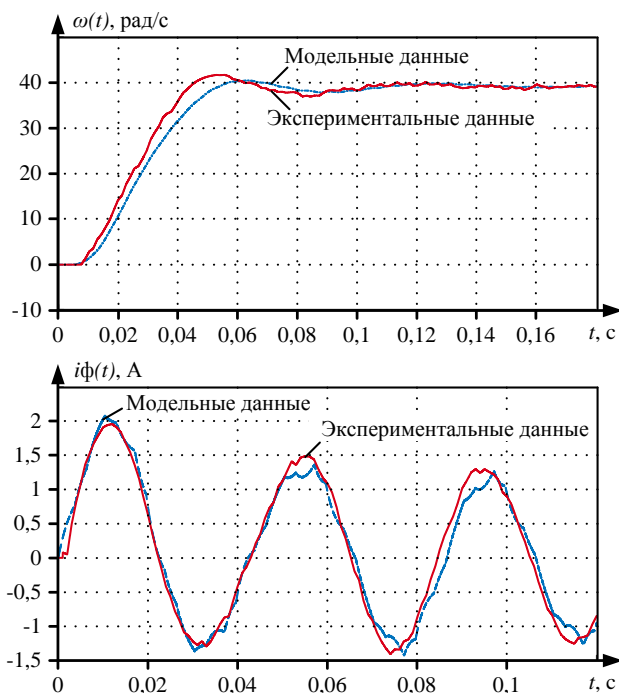 ω(t), рад/с
Модельные данные
40
Экспериментальные данные
30
20
10
0
-10
0 0,02 0,04 0,06 0,08 0,1 0,12 0,14 0,16 t, с
iф(t), А
Модельные данные
2
Экспериментальные данные
1.5
1
0.5
0
-0.5
-1.
-1.5
0 0,02 0,04 0,06 0,08 0,1 t, с